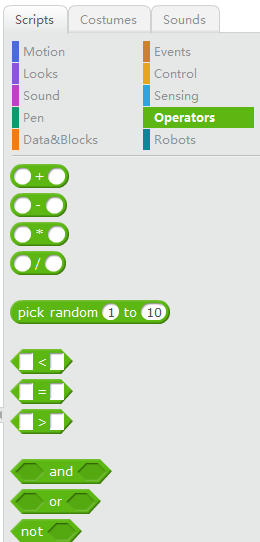 Scripts Costumes Sounds
Motion Events
Looks Control
Sound Sensing
Pen Operators
Data&Blocks Robots
+
-
*
/
pick random 1 to 10
<
=
>
and
or
not